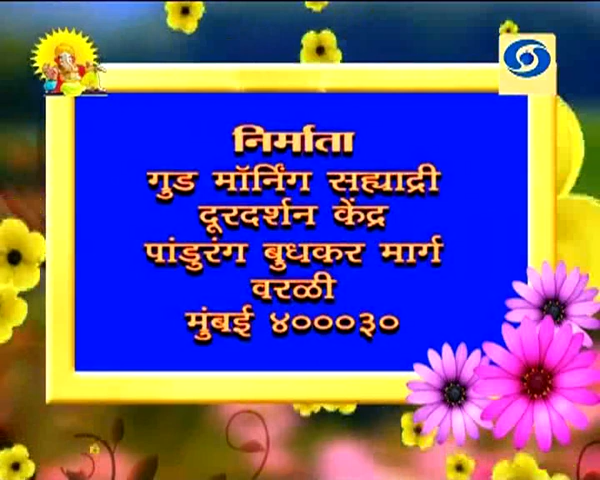 निर्माता
गुड मॉर्निंग सह्याद्री
दूरदर्शन केंद्र
पांडुरंग बुधकर मार्ग
वरळी
मुंबई ४०००३०